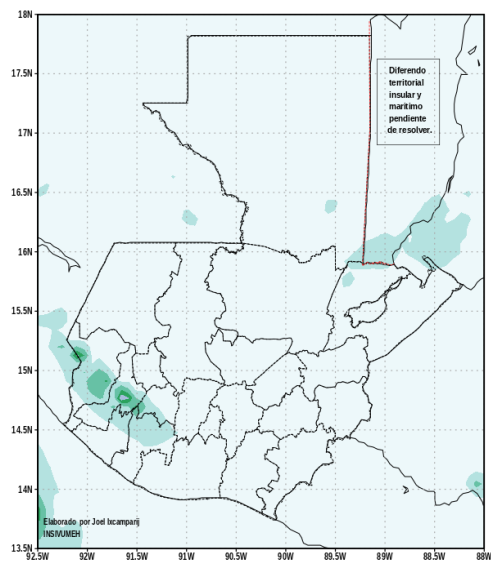 18N
17.5N
17N
16.5N
16N
15.5N
15N
14.5N
14N
13.5N
Diferendo
territorial
insular y
marítimo
pendiente
de resolver.
Elaborado por Joel Ixcamparij
INSIVUMEH
92.5W 92W 91.5W 91W 90.5W 90W 89.5W 89W 88.5W 88W